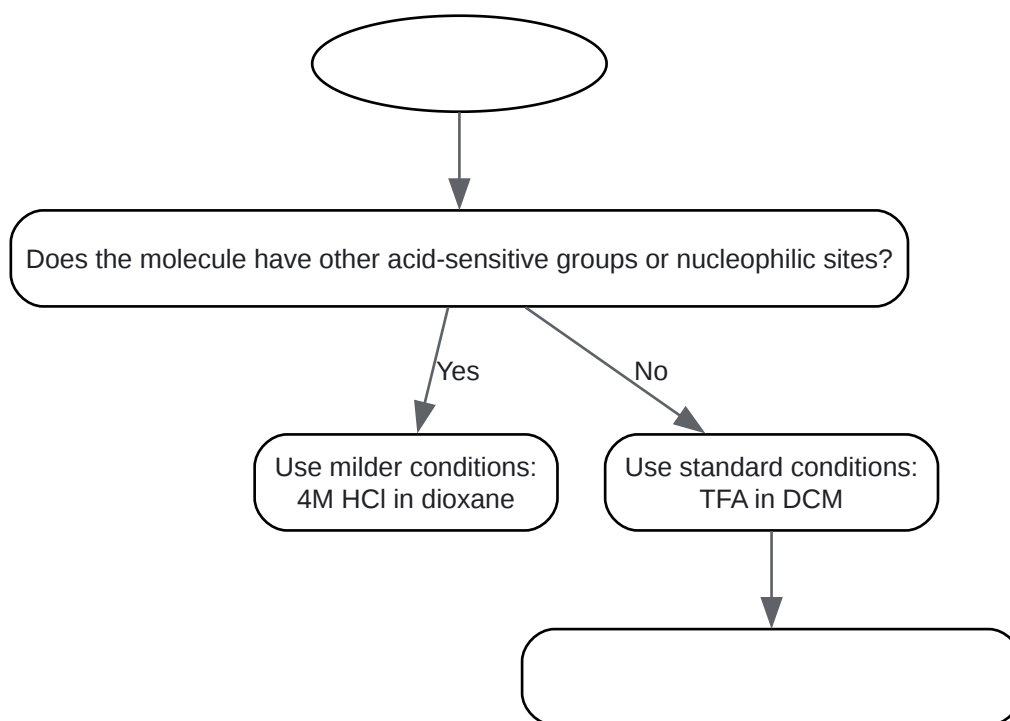 Does the molecule have other acid-sensitive groups or nucleophilic sites?
Yes
No
Use milder conditions:
4M HCl in dioxane
Use standard conditions:
TFA in DCM